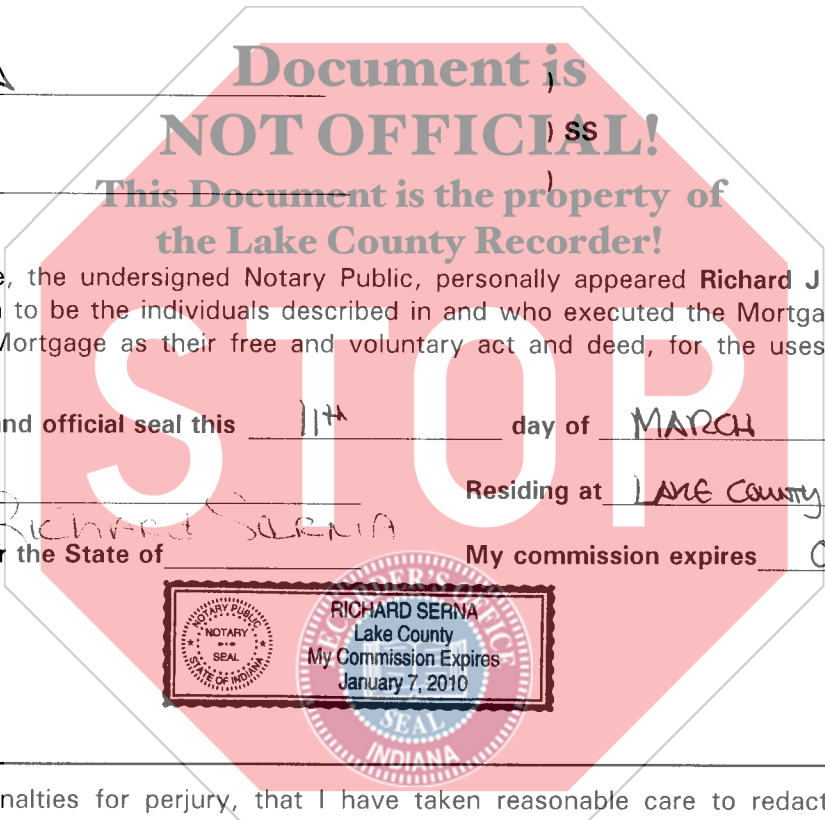 Document is
)
NOT OFFICIAL!
) SS
This Document is the property of
)
the Lake County Recorder!
e, the undersigned Notary Public, personally appeared Richard J
to be the individuals described in and who executed the Mortga
Mortgage as their free and voluntary act and deed, for the uses
STOP
nd official seal this 11th day of MARCH
Residing at LAKE COUNTY
RICHARD SERNA
r the State of My commission expires 0
RECORDER'S OFFICE
NOTARY PUBLIC
NOTARY
SEAL
STATE OF INDIANA
RICHARD SERNA
Lake County
My Commission Expires
January 7, 2010
SEAL
INDIANA
nalties for perjury, that I have taken reasonable care to redact